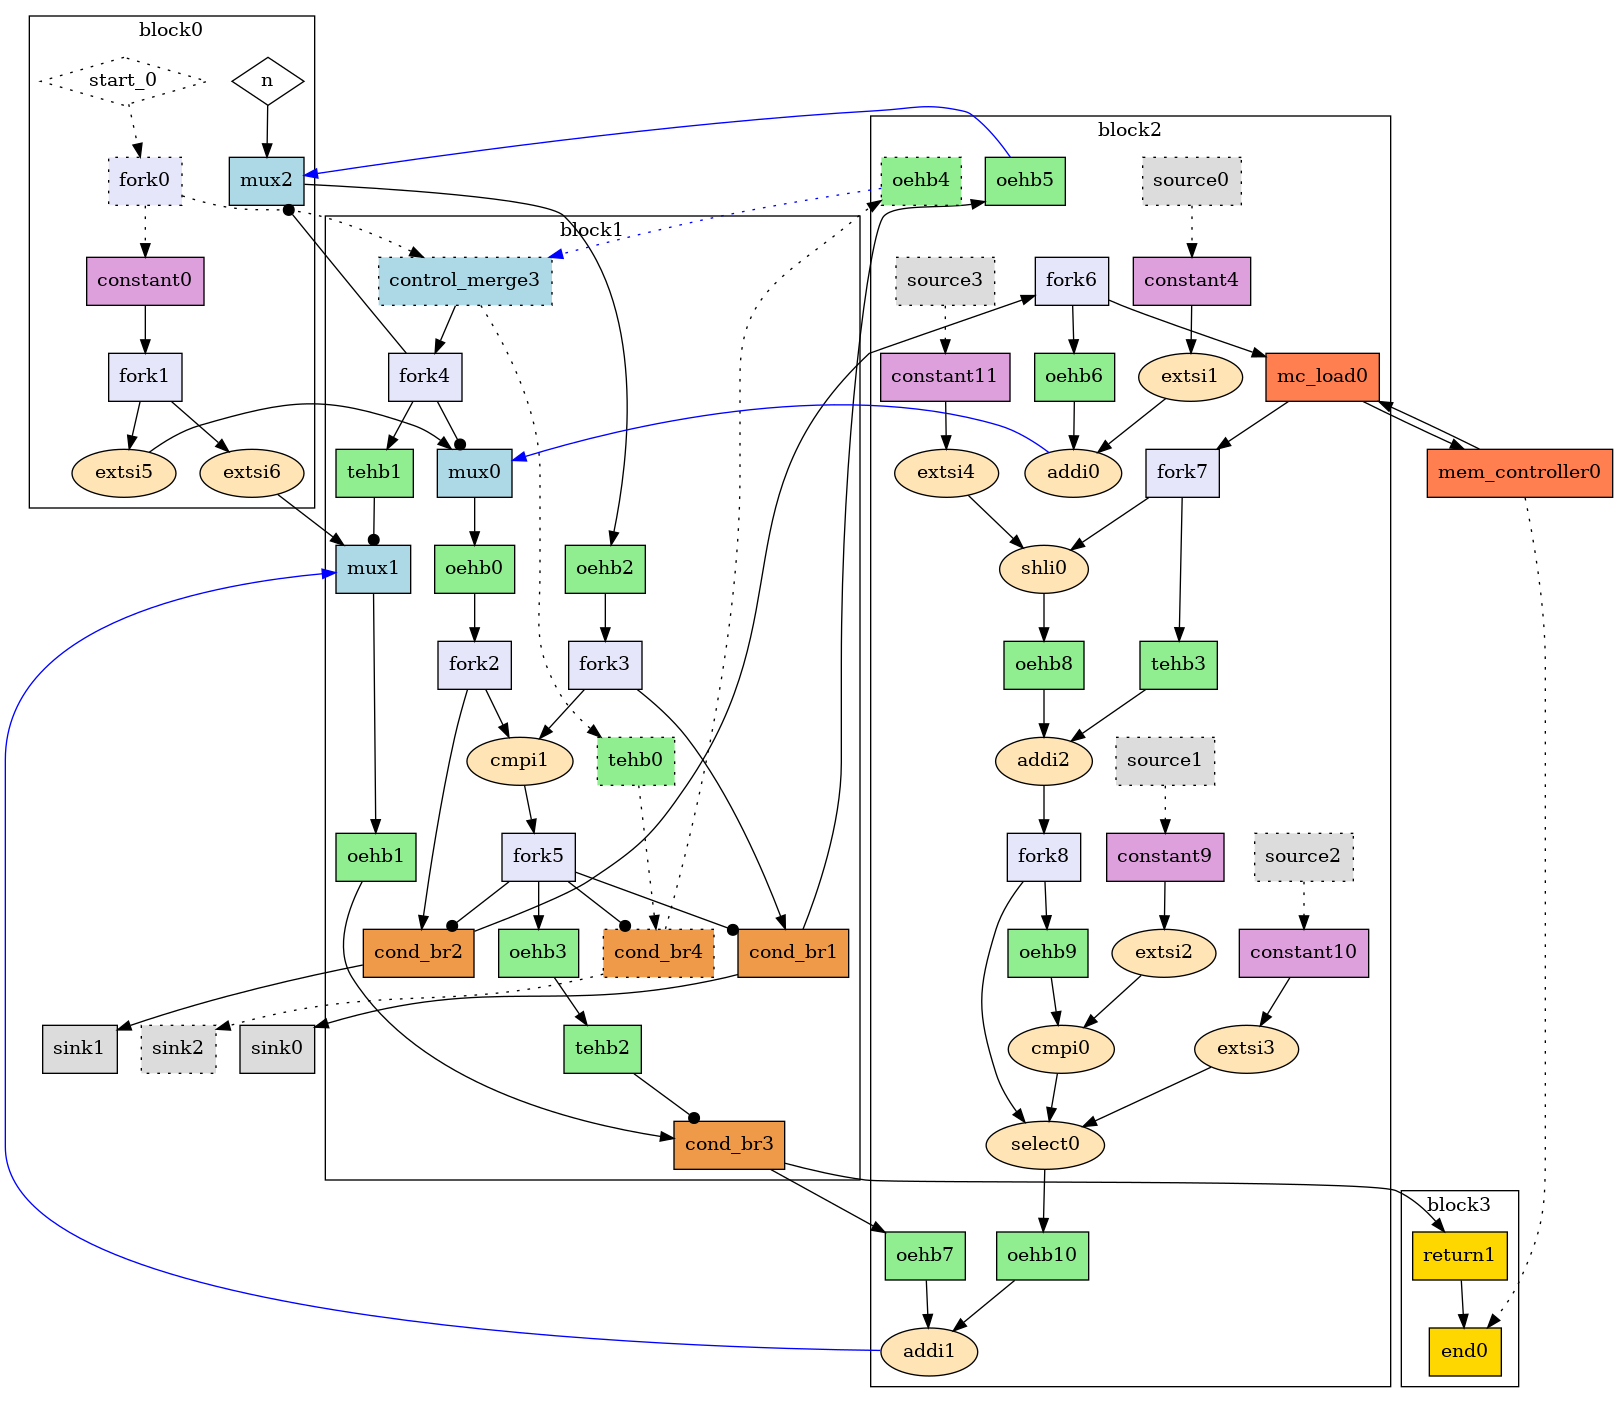 block0
start_0
n
block2
fork0
mux2
oehb4
oehb5
source0
block1
constant0
control_merge3
source3
fork6
constant4
fork1
fork4
constant11
oehb6
extsi1
mc_load0
extsi5
extsi6
tehb1
mux0
extsi4
addi0
fork7
mem_controller0
mux1
oehb0
oehb2
shli0
fork2
fork3
oehb8
tehb3
cmpi1
tehb0
addi2
source1
oehb1
fork5
fork8
constant9
source2
cond_br2
oehb3
cond_br4
cond_br1
oehb9
extsi2
constant10
sink1
sink2
sink0
tehb2
cmpi0
extsi3
cond_br3
select0
block3
oehb7
oehb10
return1
addi1
end0